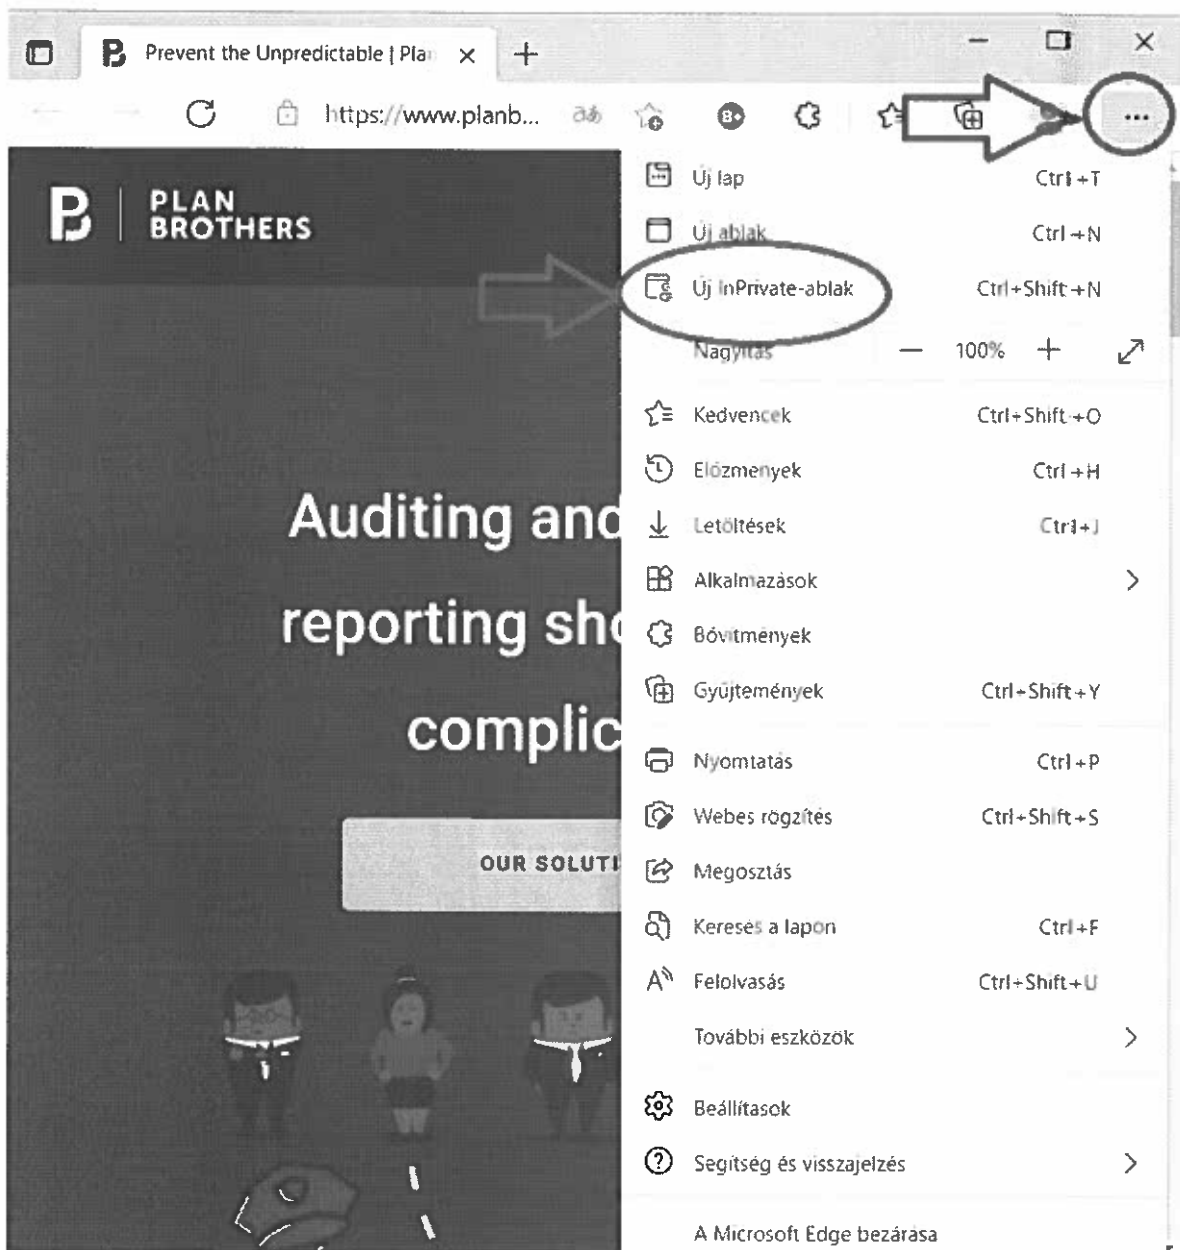 Prevent the Unpredictable | Pla
https://www.planb...
PLAN
BROTHERS
Auditing and
reporting
complic
OUR SOLUTI
Új lap Ctrl+T
Új ablak Ctrl+N
Új InPrivate-ablak Ctrl+Shift+N
Nagyítás 100%
Kedvencek Ctrl+Shift+O
Előzmények Ctrl+H
Letöltések Ctrl+J
Alkalmazások
Bővítmények
Gyűjtemények Ctrl+Shift+Y
Nyomtatás Ctrl+P
Webes rögzítés Ctrl+Shift+S
Megosztás
Keresés a lapon Ctrl+F
Felolvasás Ctrl+Shift+U
További eszközök
Beállítások
Segítség és visszajelzés
A Microsoft Edge bezárása